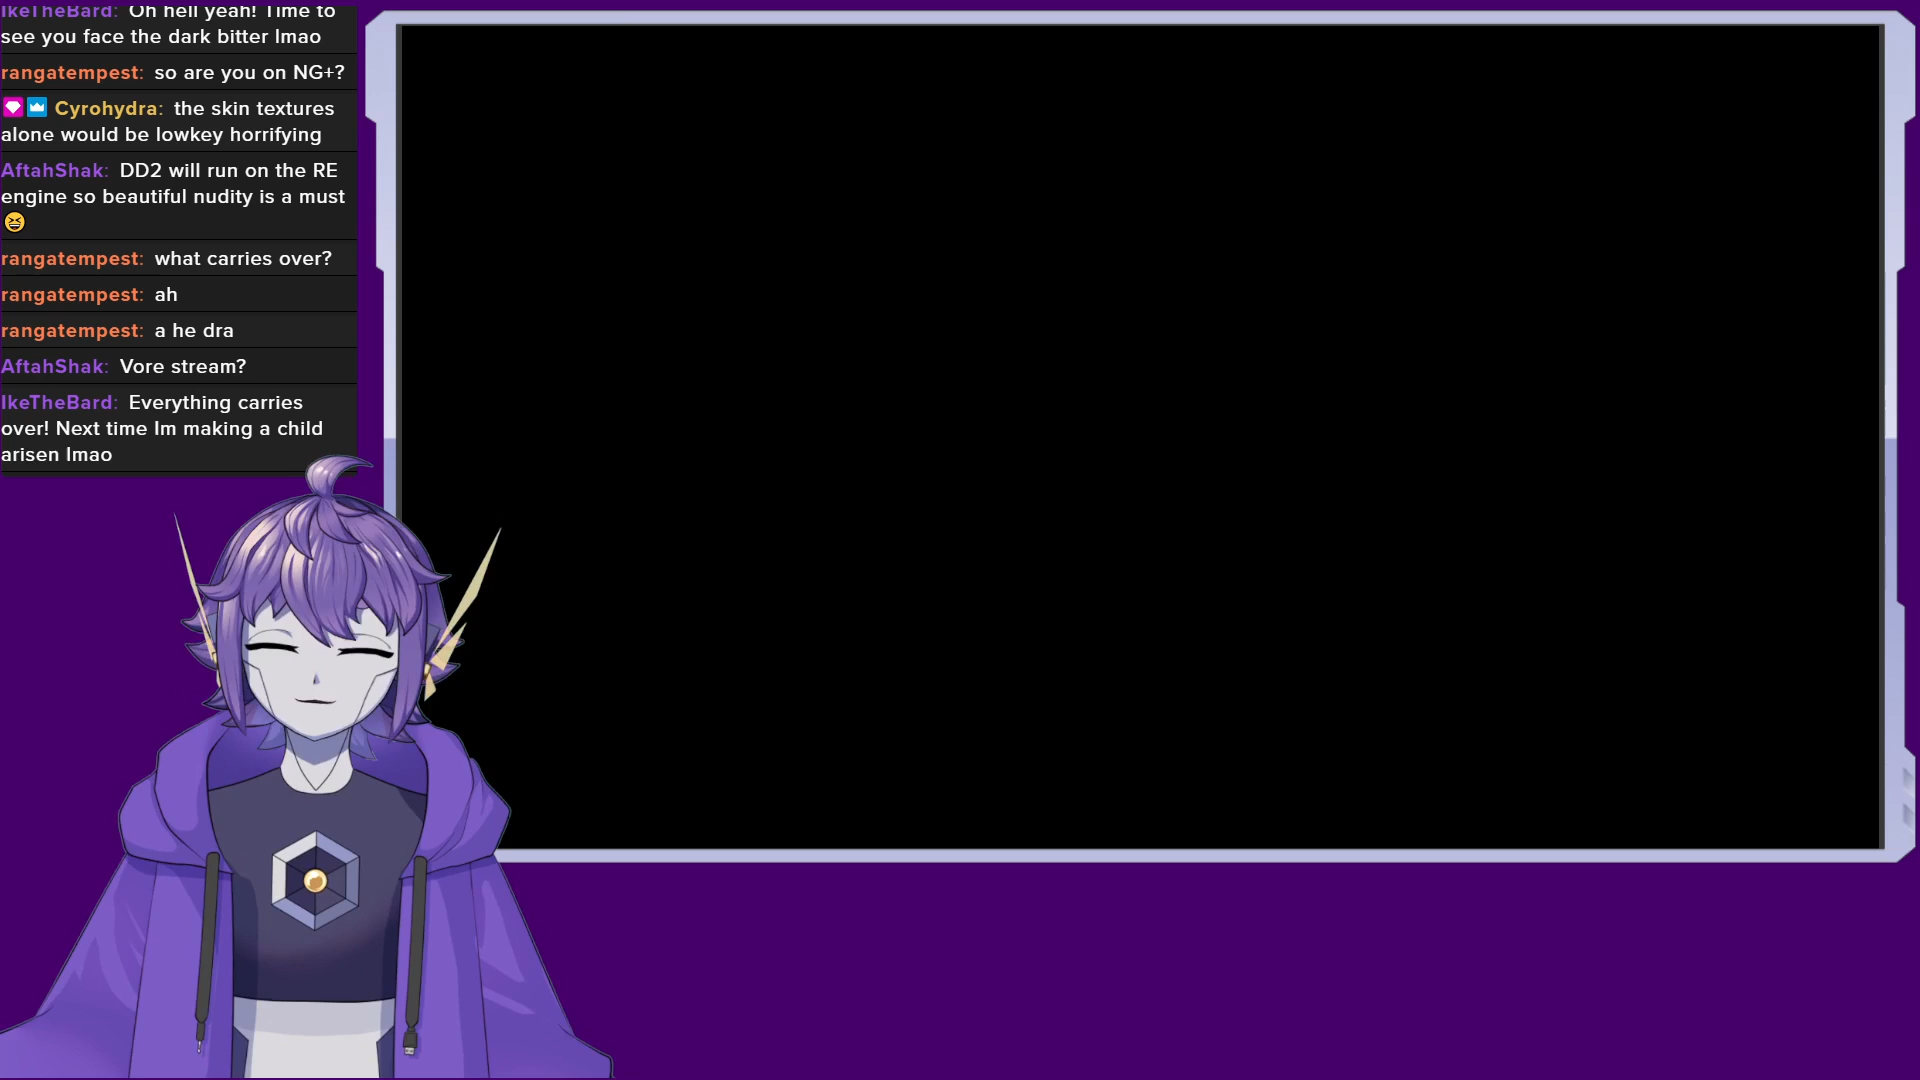 IkeTheBard: Oh hell yeah! Time to
see you face the dark bitter lmao
rangatempest: so are you on NG+?
Cyrohydra: the skin textures
alone would be lowkey horrifying
AftahShak: DD2 will run on the RE
engine so beautiful nudity is a must
rangatempest: what carries over?
rangatempest: ah
rangatempest: a he dra
AftahShak: Vore stream?
IkeTheBard: Everything carries
over! Next time Im making a child
arisen lmao